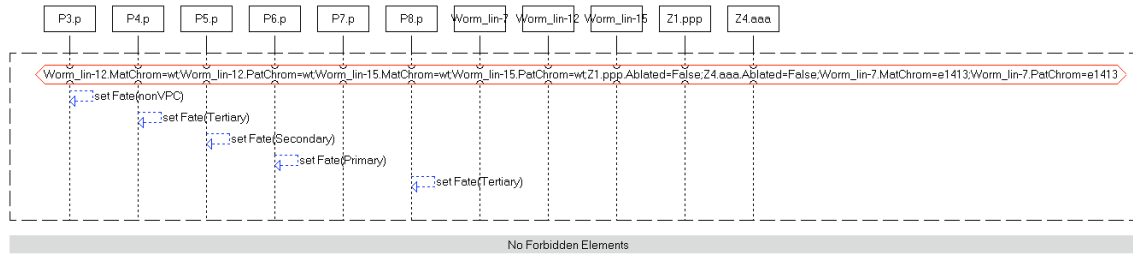 P3.p P4.p P5.p P6.p P7.p P8.p Worm_lin-7 Worm_lin-12 Worm_lin-15 Z1.ppp Z4.aaa
Worm_lin-12.MatChrom=wt;Worm_lin-12.PatChrom=wt;Worm_lin-15.MatChrom=wt;Worm_lin-15.PatChrom=wt;Z1.ppp.Ablated=False;Z4.aaa.Ablated=False;Worm_lin-7.MatChrom=e1413;Worm_lin-7.PatChrom=e1413
set Fate(nonVPC)
set Fate(Tertiary)
set Fate(Secondary)
set Fate(Primary)
set Fate(Tertiary)
No Forbidden Elements